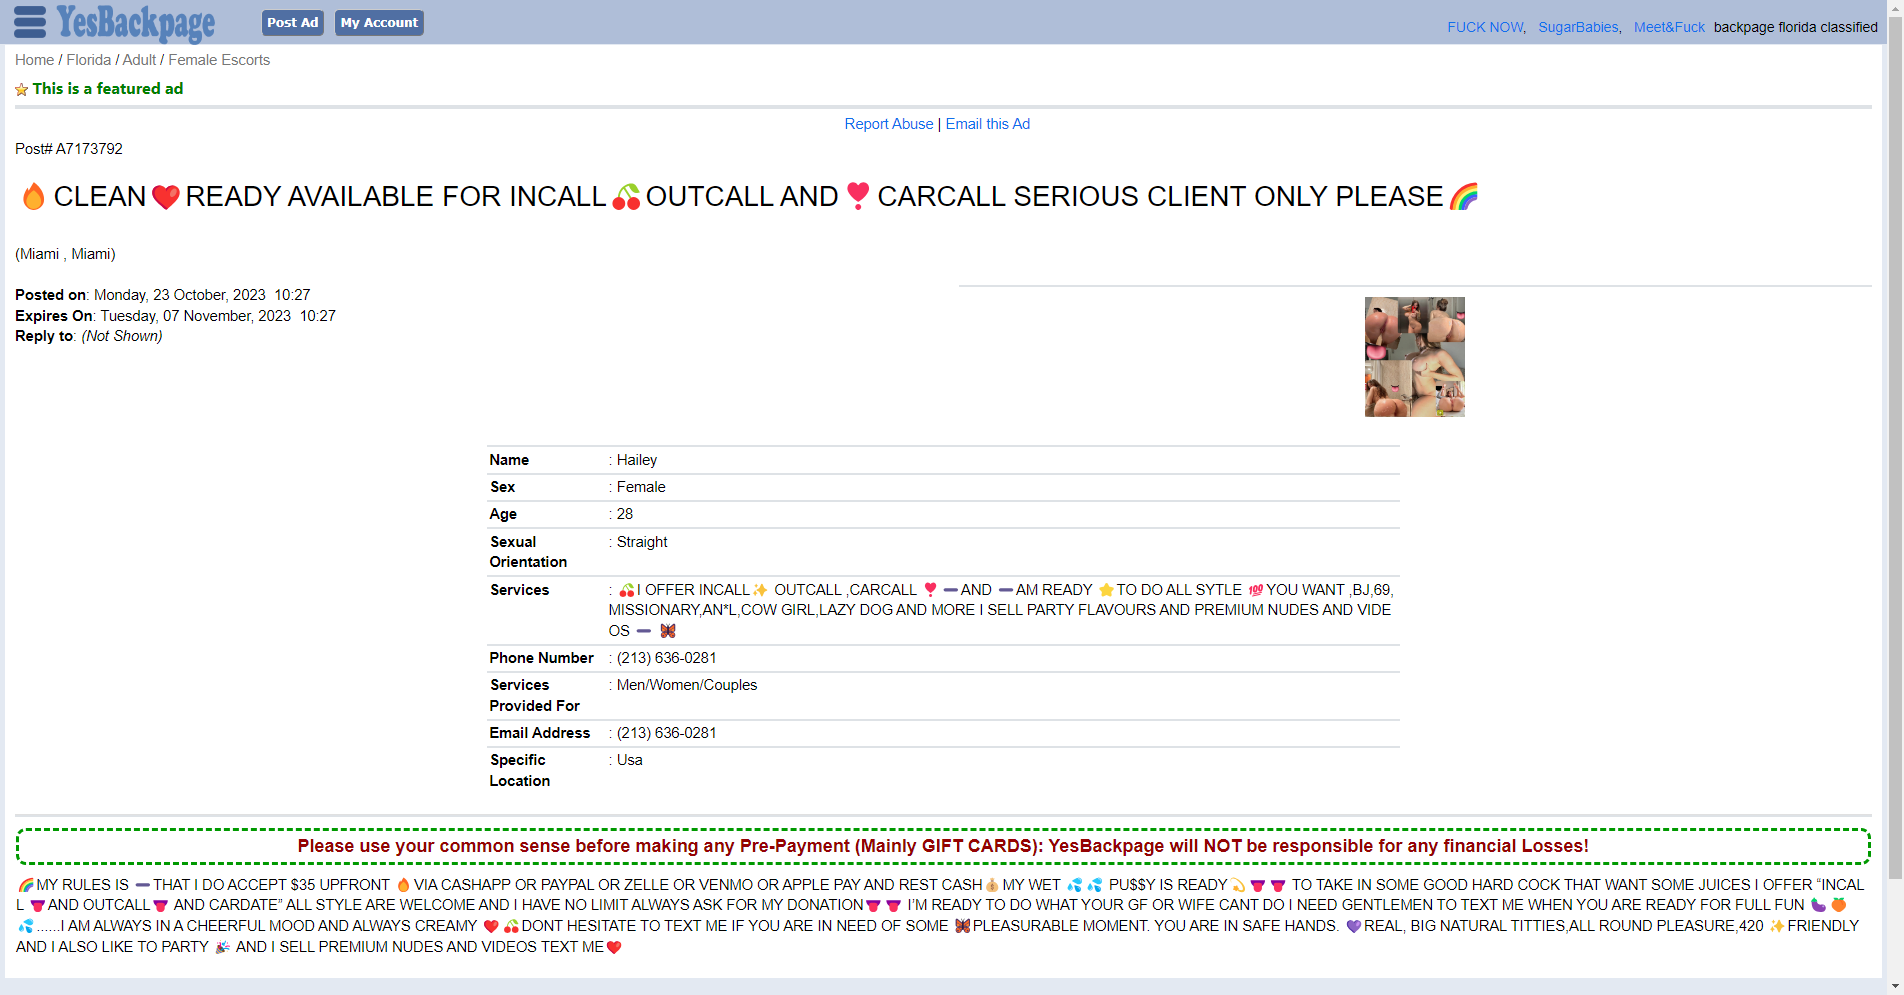 YesBackpage
Post Ad
My Account
FUCK NOW, SugarBabies, Meet&Fuck backpage florida classified
Home / Florida / Adult / Female Escorts
⭐ This is a featured ad
Report Abuse | Email this Ad
Post# A7173792
🔥CLEAN❤️READY AVAILABLE FOR INCALL🍒OUTCALL AND❣️CARCALL SERIOUS CLIENT ONLY PLEASE🌈
(Miami , Miami)
Posted on: Monday, 23 October, 2023 10:27
Expires On: Tuesday, 07 November, 2023 10:27
Reply to: (Not Shown)
Name : Hailey
Sex : Female
Age : 28
Sexual Orientation : Straight
Services : 🍒I OFFER INCALL✨ OUTCALL ,CARCALL ❣️➖AND ➖AM READY ⭐TO DO ALL SYTLE 💯YOU WANT ,BJ,69,
MISSIONARY,AN*L,COW GIRL,LAZY DOG AND MORE I SELL PARTY FLAVOURS AND PREMIUM NUDES AND VIDE
OS ➖ 🦋
Phone Number : (213) 636-0281
Services Provided For : Men/Women/Couples
Email Address : (213) 636-0281
Specific Location : Usa
Please use your common sense before making any Pre-Payment (Mainly GIFT CARDS): YesBackpage will NOT be responsible for any financial Losses!
🌈MY RULES IS ➖THAT I DO ACCEPT $35 UPFRONT 🔥VIA CASHAPP OR PAYPAL OR ZELLE OR VENMO OR APPLE PAY AND REST CASH💰MY WET 💦💦 PU$$Y IS READY💫👅👅 TO TAKE IN SOME GOOD HARD COCK THAT WANT SOME JUICES I OFFER “INCAL
L 👅AND OUTCALL👅 AND CARDATE” ALL STYLE ARE WELCOME AND I HAVE NO LIMIT ALWAYS ASK FOR MY DONATION👅👅 I’M READY TO DO WHAT YOUR GF OR WIFE CANT DO I NEED GENTLEMEN TO TEXT ME WHEN YOU ARE READY FOR FULL FUN 🍆🍑
💦......I AM ALWAYS IN A CHEERFUL MOOD AND ALWAYS CREAMY ❤️🍒DONT HESITATE TO TEXT ME IF YOU ARE IN NEED OF SOME 🦋PLEASURABLE MOMENT. YOU ARE IN SAFE HANDS. 💜REAL, BIG NATURAL TITTIES,ALL ROUND PLEASURE,420 ✨FRIENDLY
AND I ALSO LIKE TO PARTY 🎉 AND I SELL PREMIUM NUDES AND VIDEOS TEXT ME❤️